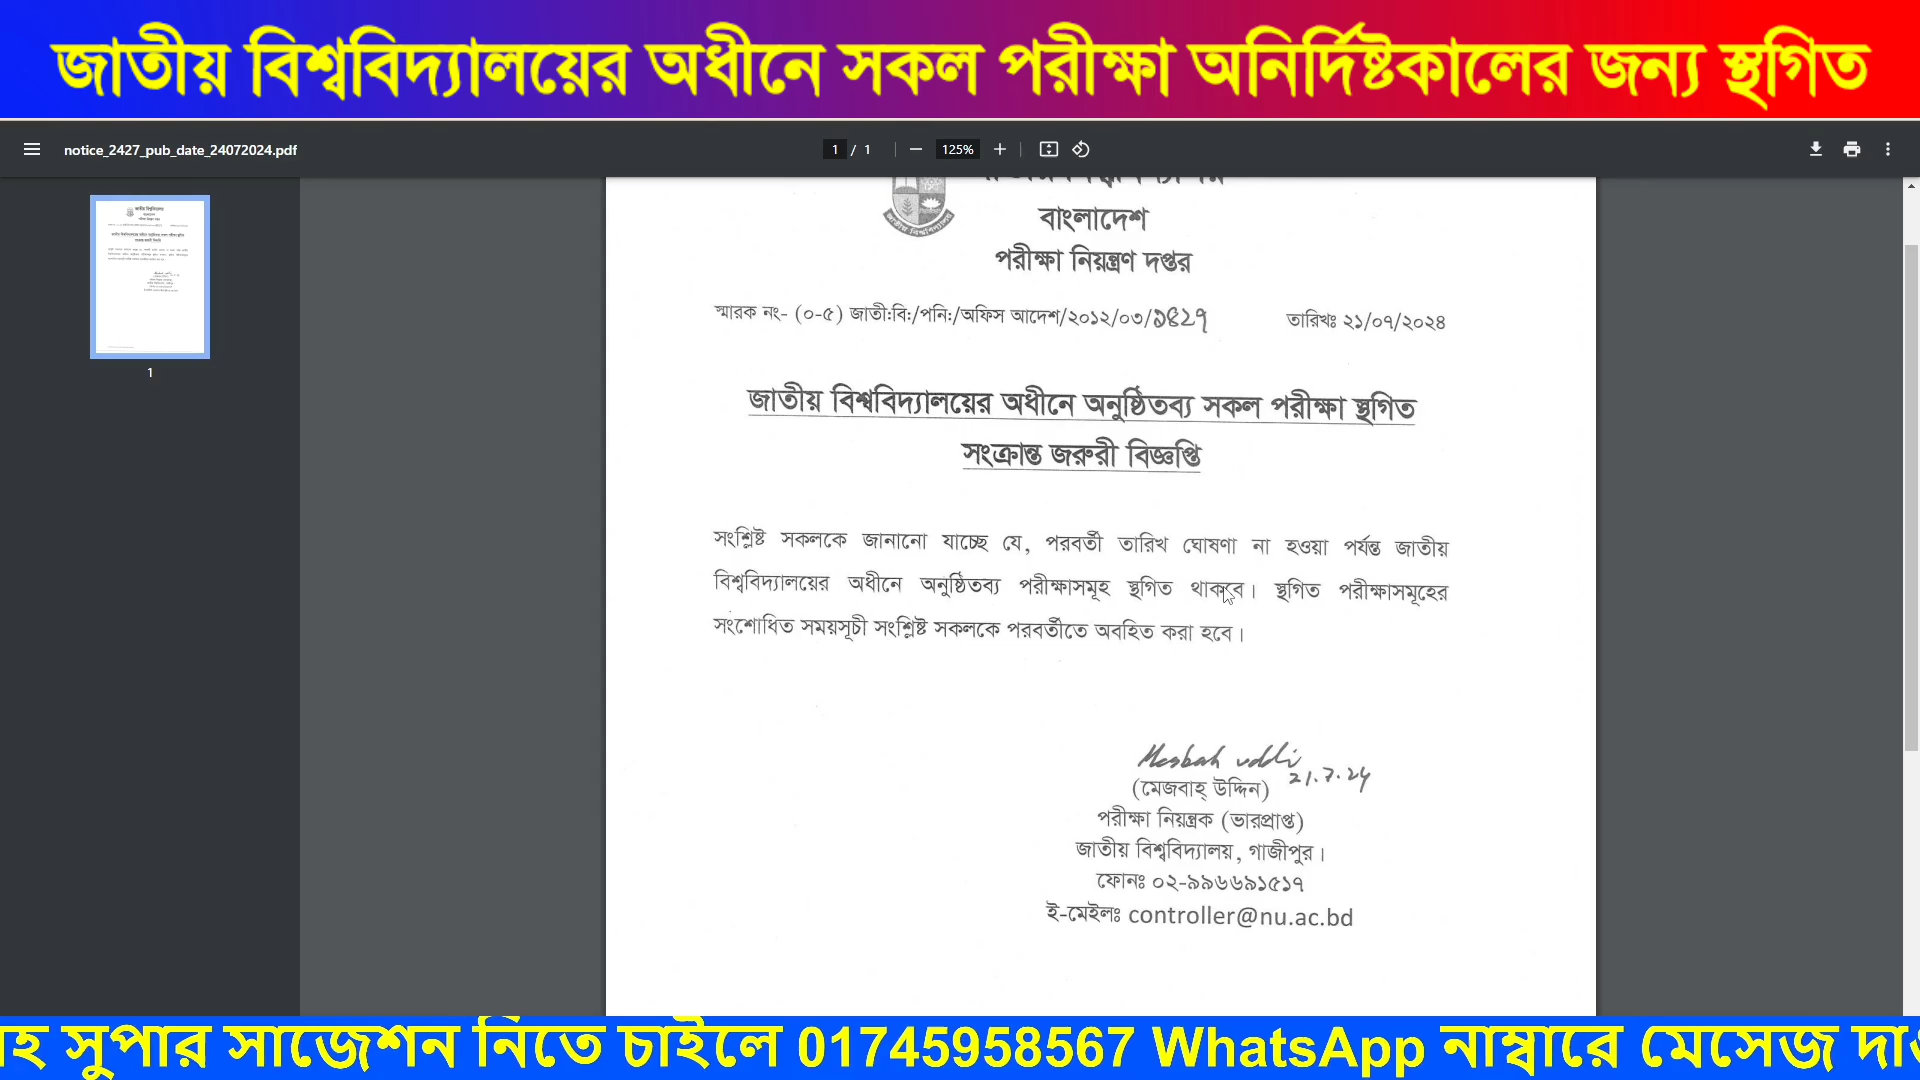 জাতীয় বিশ্ববিদ্যালয়ের অধীনে সকল পরীক্ষা অনির্দিষ্টকালের জন্য স্থগিত
notice_2427_pub_date_24072024.pdf
1 / 1
125%
1
বাংলাদেশ
পরীক্ষা নিয়ন্ত্রণ দপ্তর
স্মারক নং- (০-৫) জাতী:বি:/পনি:/অফিস আদেশ/২০১২/০৩/ তারিখঃ ২১/০৭/২০২৪
জাতীয় বিশ্ববিদ্যালয়ের অধীনে অনুষ্ঠিতব্য সকল পরীক্ষা স্থগিত
সংক্রান্ত জরুরী বিজ্ঞপ্তি
সংশ্লিষ্ট সকলকে জানানো যাচ্ছে যে, পরবর্তী তারিখ ঘোষণা না হওয়া পর্যন্ত জাতীয়
বিশ্ববিদ্যালয়ের অধীনে অনুষ্ঠিতব্য পরীক্ষাসমূহ স্থগিত থাকবে। স্থগিত পরীক্ষাসমূহের
সংশোধিত সময়সূচী সংশ্লিষ্ট সকলকে পরবর্তীতে অবহিত করা হবে।
21.7.24
(মেজবাহ্ উদ্দিন)
পরীক্ষা নিয়ন্ত্রক (ভারপ্রাপ্ত)
জাতীয় বিশ্ববিদ্যালয়, গাজীপুর।
ফোনঃ ০২-৯৯৬৬৯১৫১৭
ই-মেইলঃ controller@nu.ac.bd
সুপার সাজেশন নিতে চাইলে 01745958567 WhatsApp নাম্বারে মেসেজ